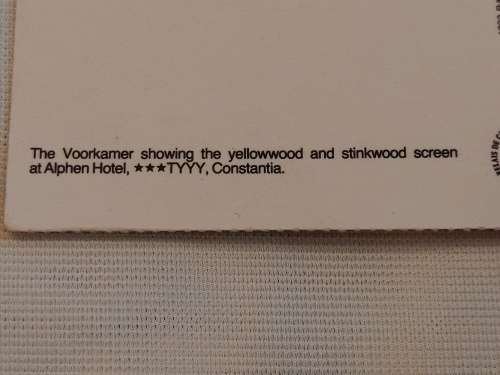 The Voorkamer showing the yellowwood and stinkwood screen
at Alphen Hotel, ★★★TYYY, Constantia.